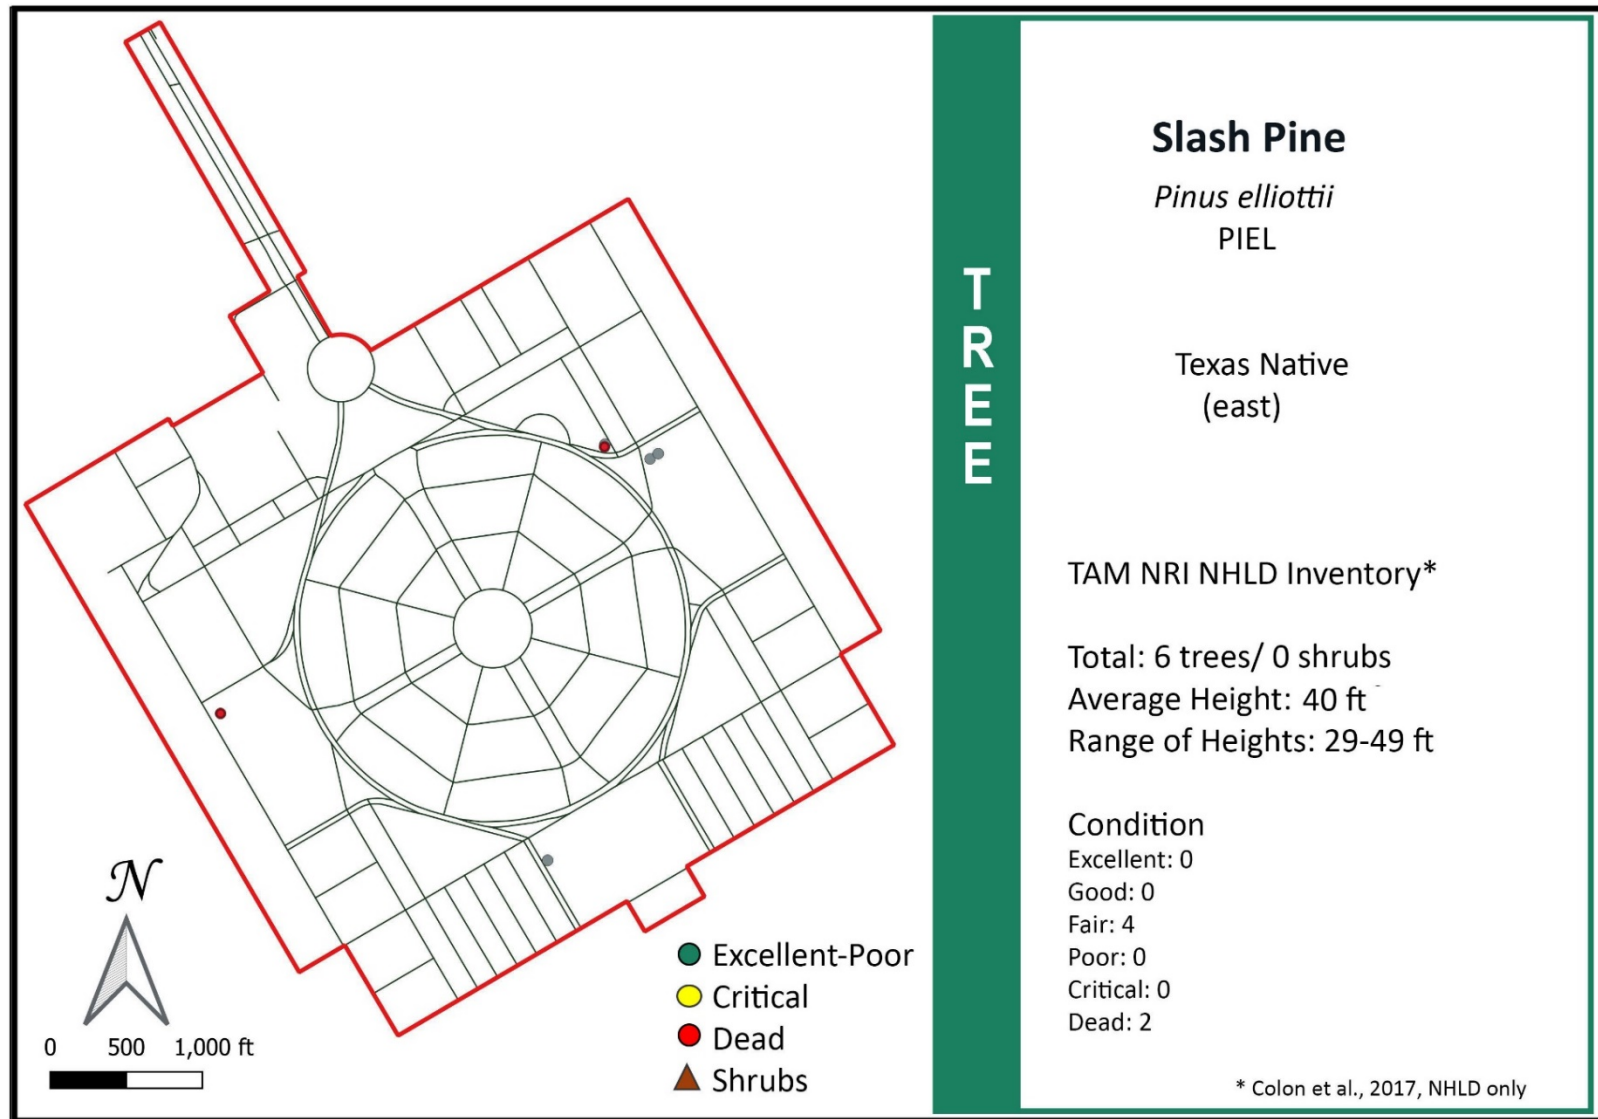 N
0 500 1,000 ft
Excellent-Poor
Critical
Dead
Shrubs
TREE
Slash Pine
Pinus elliottii
PIEL
Texas Native
(east)
TAM NRI NHLD Inventory*
Total: 6 trees/ 0 shrubs
Average Height: 40 ft
Range of Heights: 29-49 ft
Condition
Excellent: 0
Good: 0
Fair: 4
Poor: 0
Critical: 0
Dead: 2
* Colon et al., 2017, NHLD only